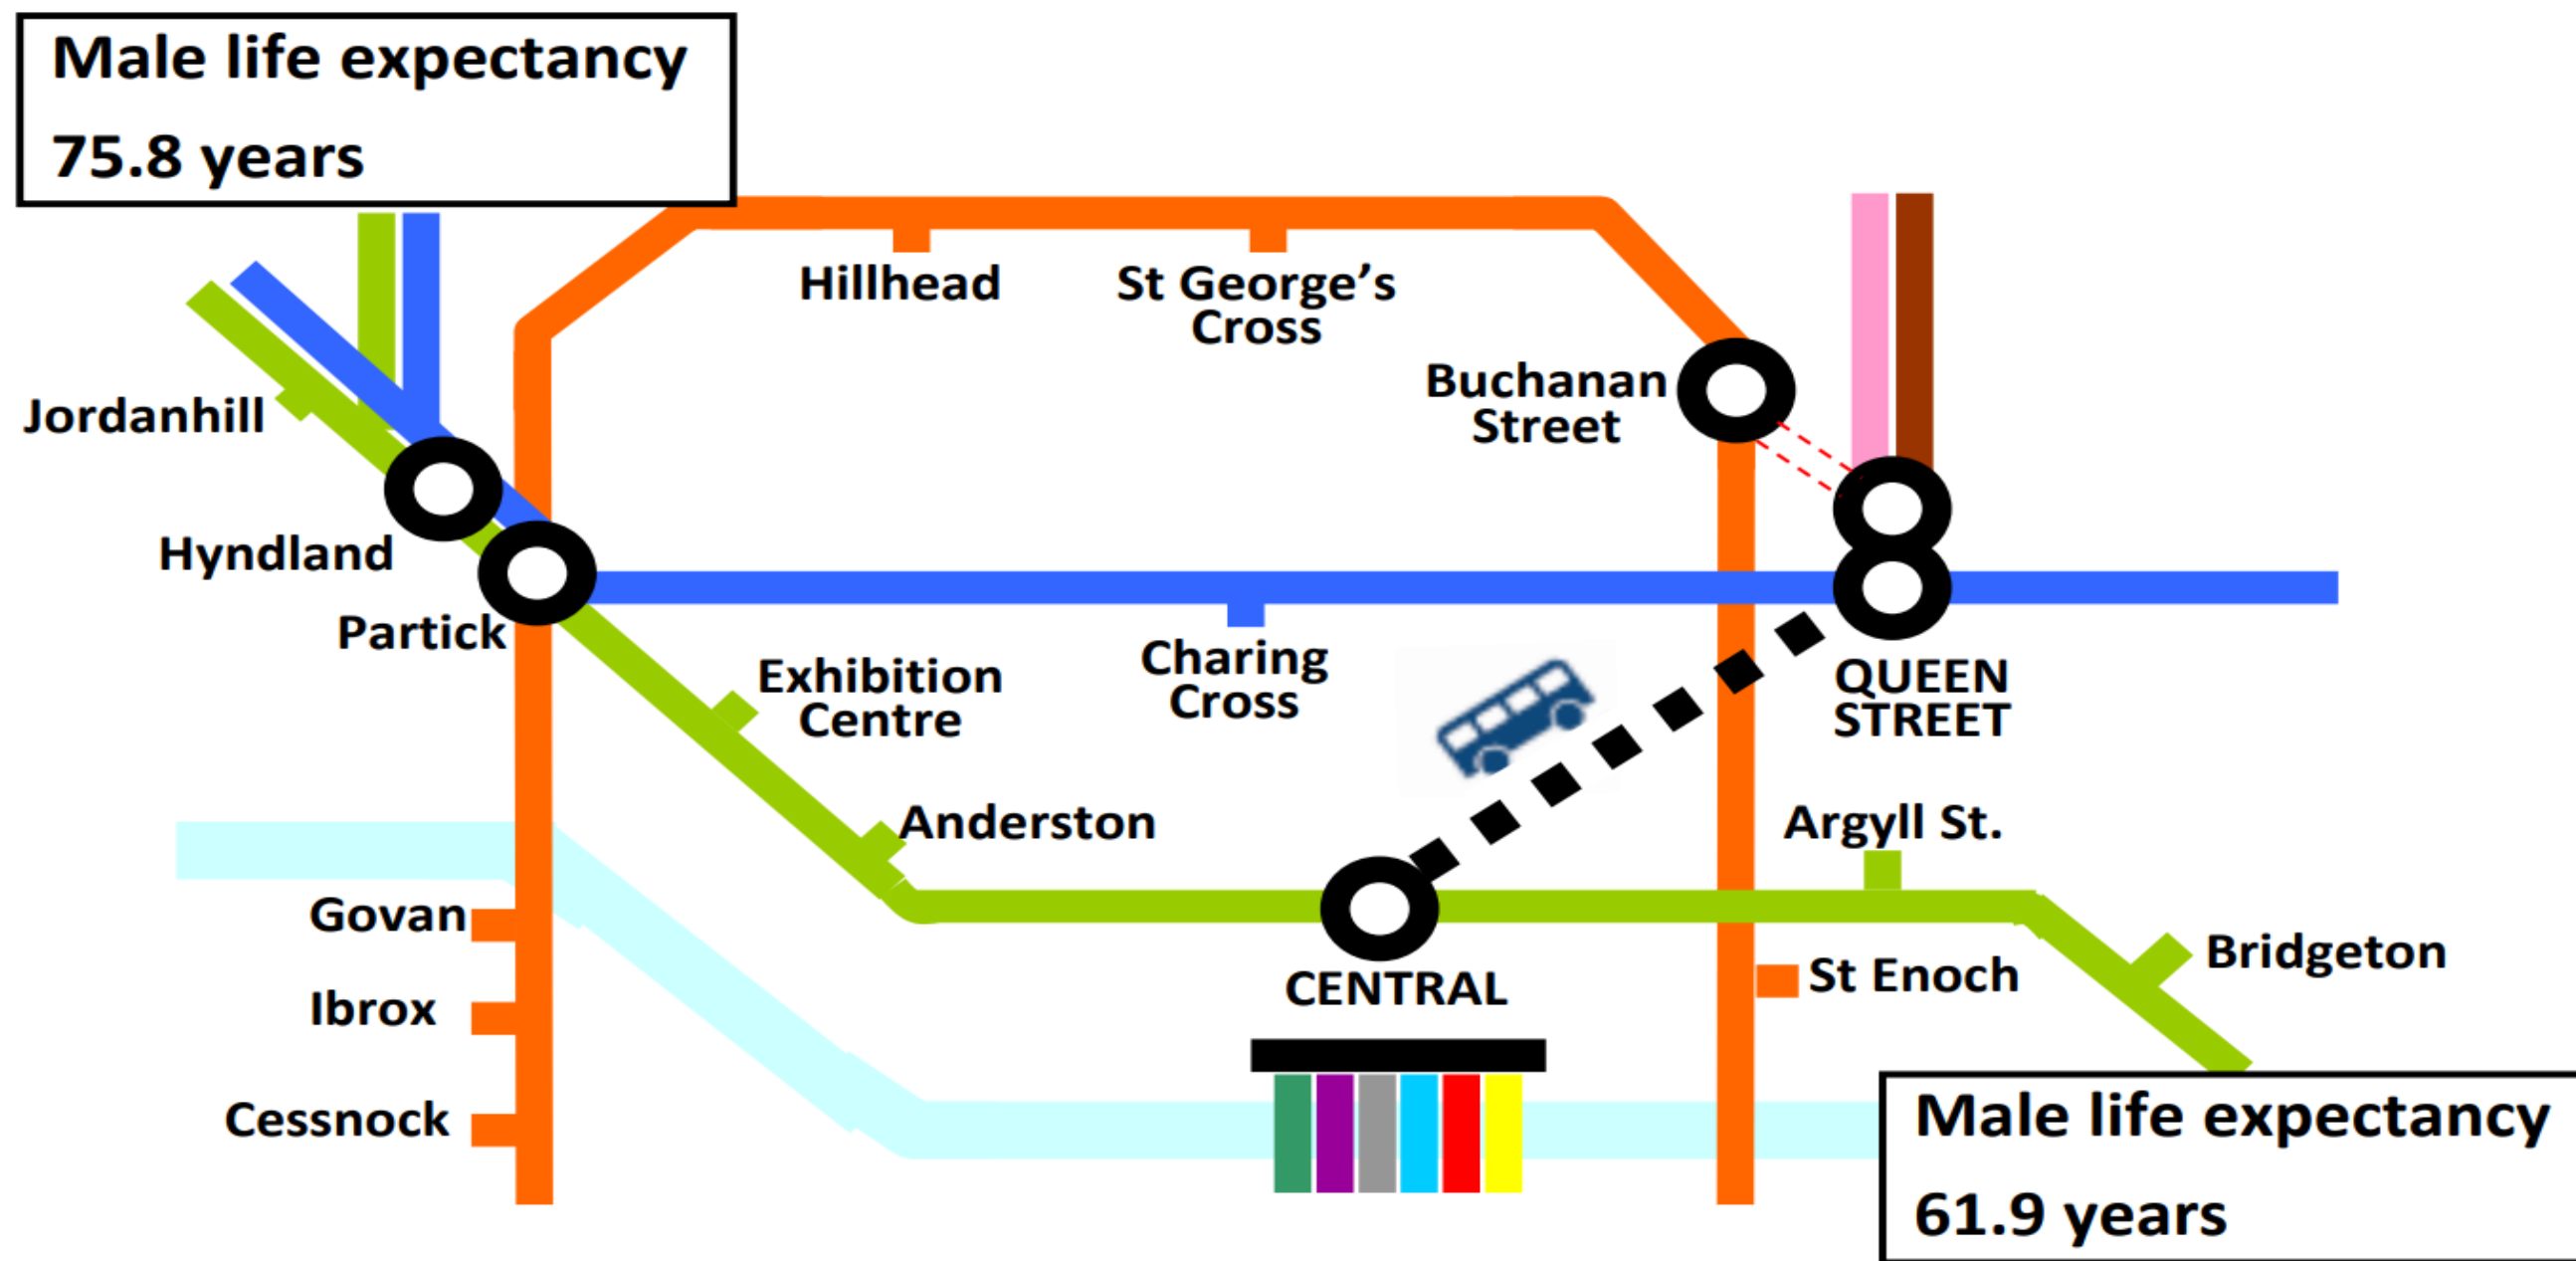 Male life expectancy
75.8 years
Hillhead
St George’s
Cross
Buchanan
Street
Jordanhill
Hyndland
Partick
Exhibition
Centre
Charing
Cross
QUEEN
STREET
Anderston
Argyll St.
Govan
Ibrox
Cessnock
CENTRAL
St Enoch
Bridgeton
Male life expectancy
61.9 years